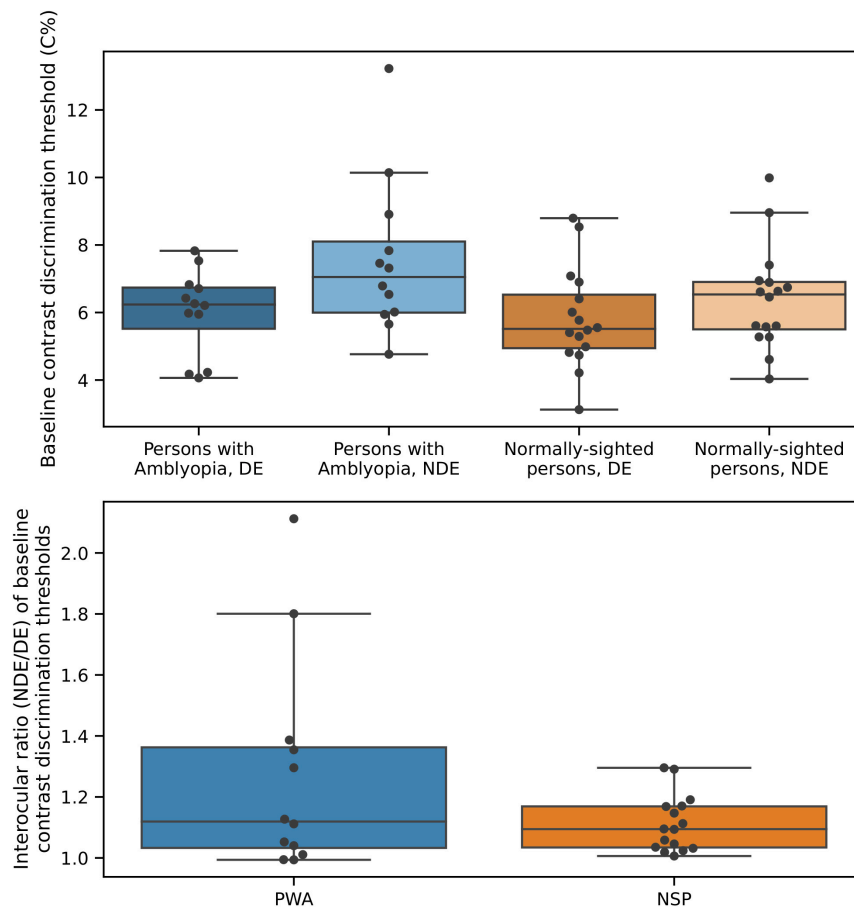 Baseline contrast discrimination threshold (C%)
12
10
8
6
4
Persons with
Amblyopia, DE
Persons with
Amblyopia, NDE
Normally-sighted
persons, DE
Normally-sighted
persons, NDE
Interocular ratio (NDE/DE) of baseline
contrast discrimination thresholds
2.0
1.8
1.6
1.4
1.2
1.0
PWA
NSP